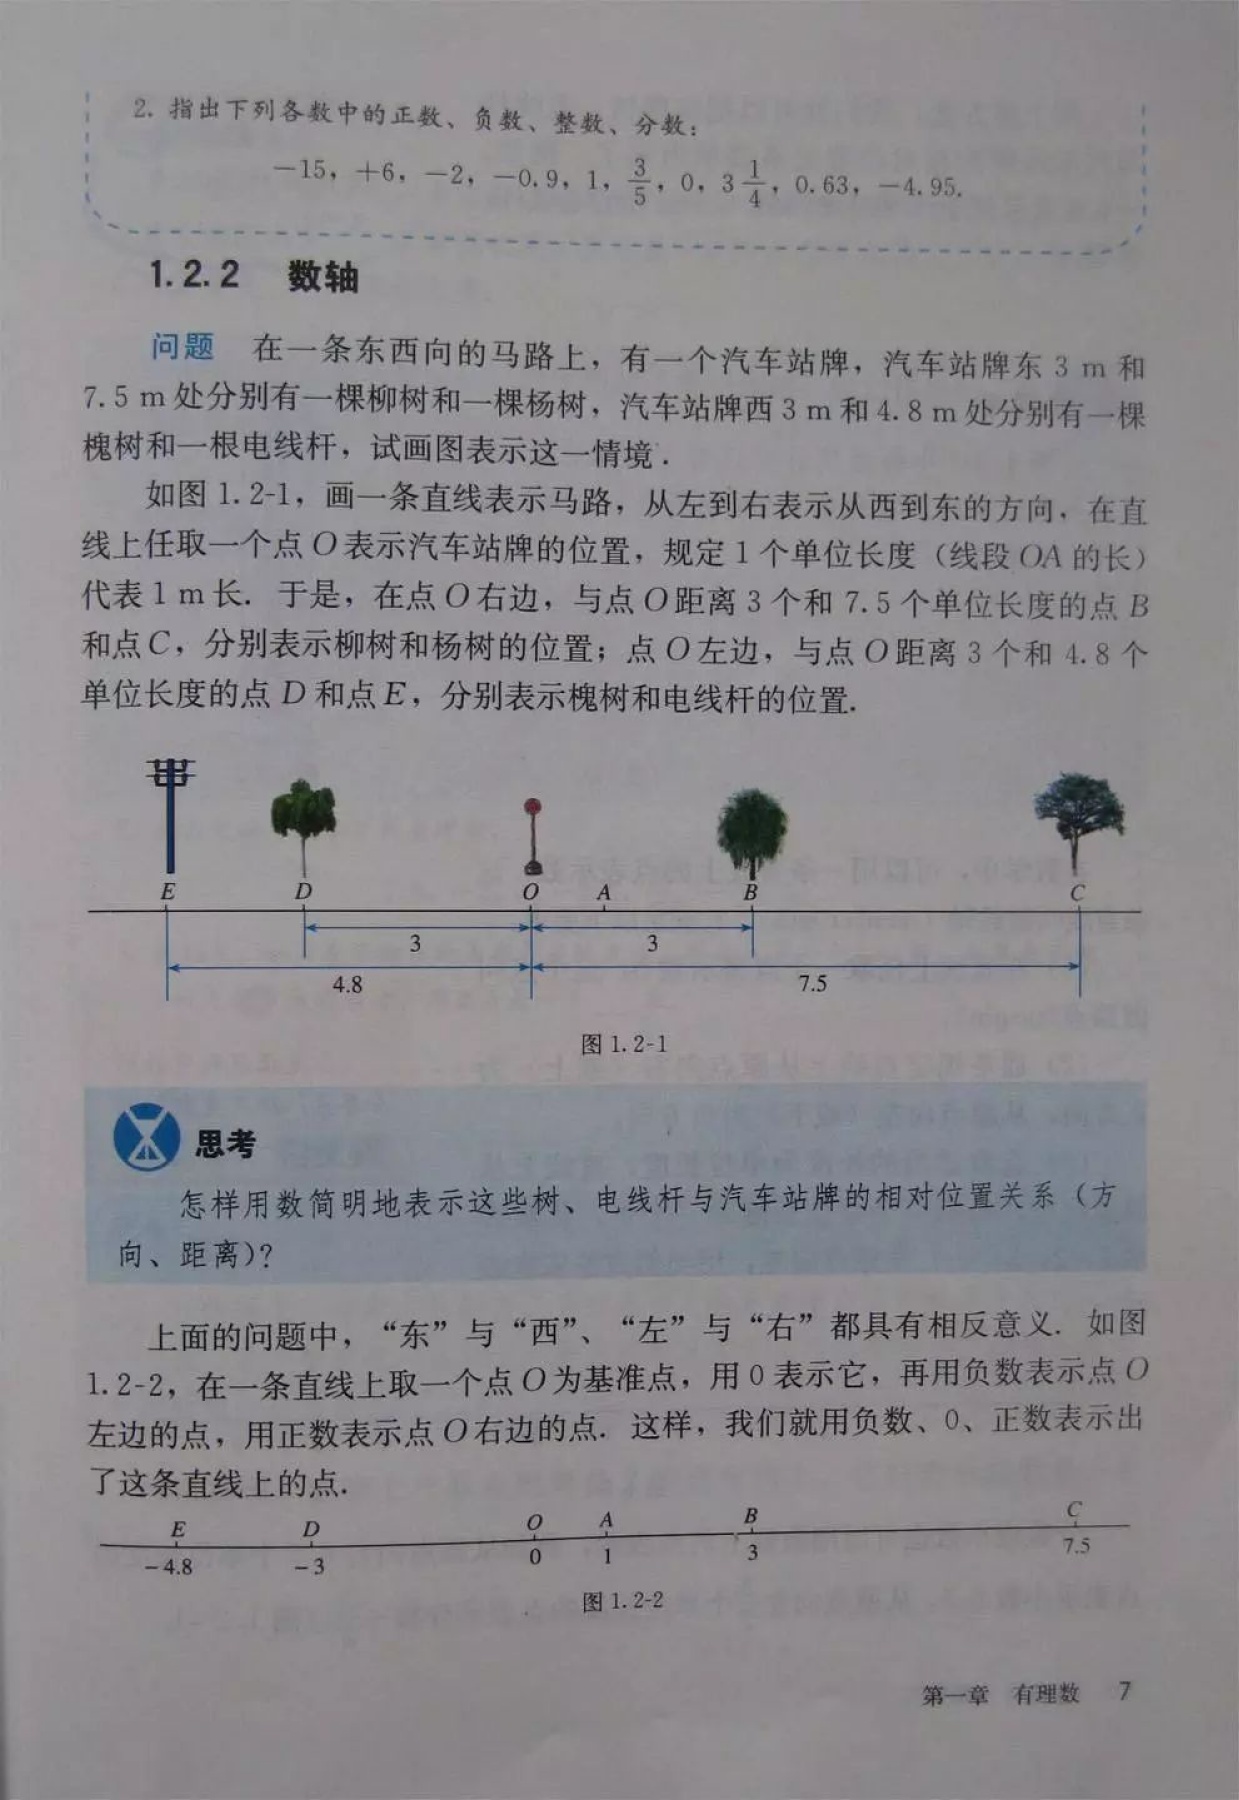 2. 指出下列各数中的正数、负数、整数、分数:
-15, +6, -2, -0.9, 1, 3/5, 0, 3 1/4, 0.63, -4.95.
1.2.2 数轴
问题 在一条东西向的马路上，有一个汽车站牌，汽车站牌东 3 m 和
7.5 m 处分别有一棵柳树和一棵杨树，汽车站牌西 3 m 和 4.8 m 处分别有一棵
槐树和一根电线杆，试画图表示这一情境.
如图 1.2-1，画一条直线表示马路，从左到右表示从西到东的方向，在直
线上任取一个点 O 表示汽车站牌的位置，规定 1 个单位长度（线段 OA 的长）
代表 1 m 长. 于是，在点 O 右边，与点 O 距离 3 个和 7.5 个单位长度的点 B
和点 C，分别表示柳树和杨树的位置；点 O 左边，与点 O 距离 3 个和 4.8 个
单位长度的点 D 和点 E，分别表示槐树和电线杆的位置.
E D O A B C
3 3
4.8 7.5
图 1.2-1
思考
怎样用数简明地表示这些树、电线杆与汽车站牌的相对位置关系（方
向、距离)?
上面的问题中，“东”与“西”、“左”与“右”都具有相反意义. 如图
1.2-2，在一条直线上取一个点 O 为基准点，用 0 表示它，再用负数表示点 O
左边的点，用正数表示点 O 右边的点. 这样，我们就用负数、0、正数表示出
了这条直线上的点.
E D O A B C
-4.8 -3 0 1 3 7.5
图 1.2-2
第一章 有理数 7